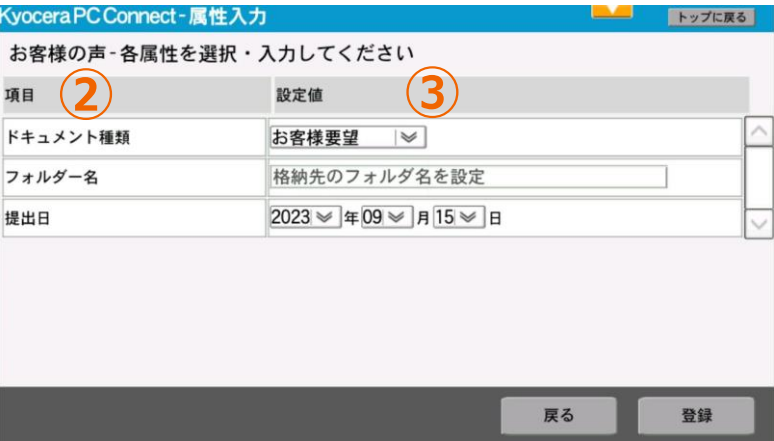 Kyocera PC Connect-属性入力
トップに戻る
お客様の声-各属性を選択・入力してください
項目 ② 設定値 ③
ドキュメント種類 お客様要望
フォルダー名 格納先のフォルダ名を設定
提出日 2023 年 09 月 15 日
戻る 登録